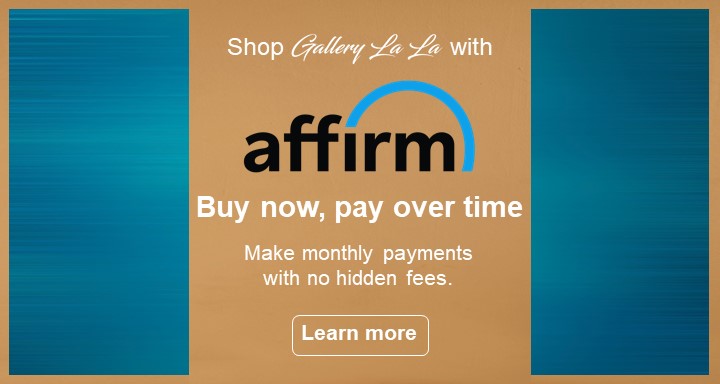 Shop Gallery La La with
affirm
Buy now, pay over time
Make monthly payments
with no hidden fees.
Learn more